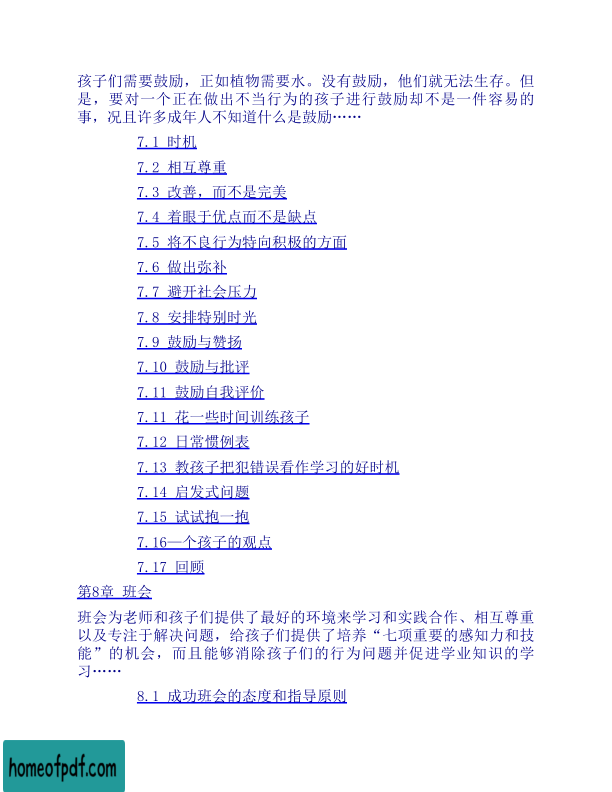 孩子们需要鼓励，正如植物需要水。没有鼓励，他们就无法生存。但
是，要对一个正在做出不当行为的孩子进行鼓励却不是一件容易的
事，况且许多成年人不知道什么是鼓励……
7.1 时机
7.2 相互尊重
7.3 改善，而不是完美
7.4 着眼于优点而不是缺点
7.5 将不良行为特向积极的方面
7.6 做出弥补
7.7 避开社会压力
7.8 安排特别时光
7.9 鼓励与赞扬
7.10 鼓励与批评
7.11 鼓励自我评价
7.11 花一些时间训练孩子
7.12 日常惯例表
7.13 教孩子把犯错误看作学习的好时机
7.14 启发式问题
7.15 试试抱一抱
7.16—个孩子的观点
7.17 回顾
第8章 班会
班会为老师和孩子们提供了最好的环境来学习和实践合作、相互尊重
以及专注于解决问题，给孩子们提供了培养“七项重要的感知力和技
能”的机会，而且能够消除孩子们的行为问题并促进学业知识的学
习……
8.1 成功班会的态度和指导原则
homeofpdf.com